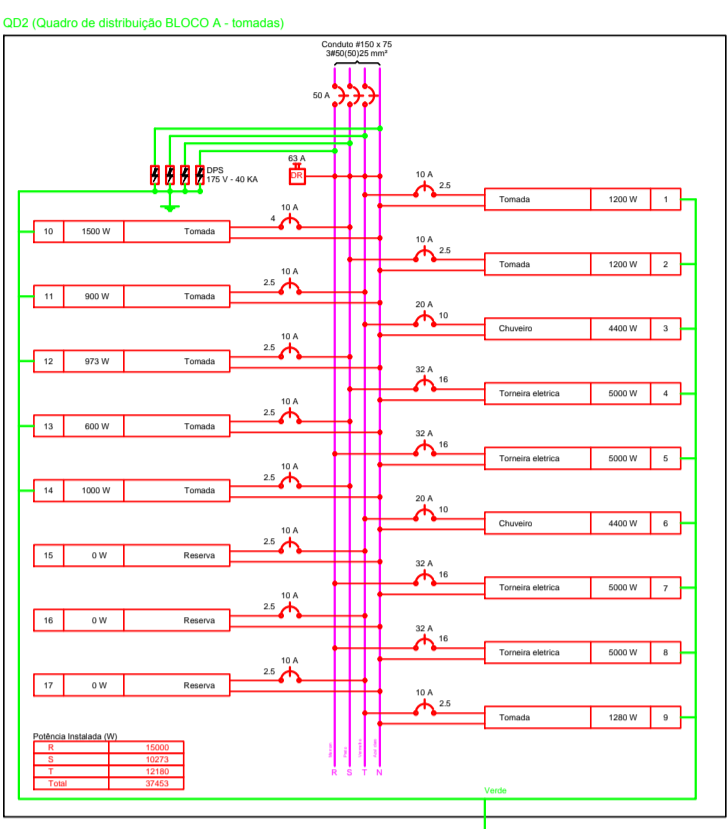 QD2 (Quadro de distribuição BLOCO A - tomadas)
Conduto #150 x 75
3#50(50)25 mm²
50 A
DPS
175 V - 40 KA
63 A
DR
10 A
2.5
Tomada 1200 W 1
10 A
4
10 1500 W Tomada
10 A
2.5
Tomada 1200 W 2
10 A
2.5
11 900 W Tomada
20 A
10
Chuveiro 4400 W 3
10 A
2.5
12 973 W Tomada
32 A
16
Torneira eletrica 5000 W 4
10 A
2.5
13 600 W Tomada
32 A
16
Torneira eletrica 5000 W 5
10 A
2.5
14 1000 W Tomada
20 A
10
Chuveiro 4400 W 6
10 A
2.5
15 0 W Reserva
32 A
16
Torneira eletrica 5000 W 7
10 A
2.5
16 0 W Reserva
32 A
16
Torneira eletrica 5000 W 8
10 A
2.5
17 0 W Reserva
10 A
2.5
Tomada 1280 W 9
Potência Instalada (W)
R 15000
S 10273
T 12180
Total 37453
R S T N
Verde